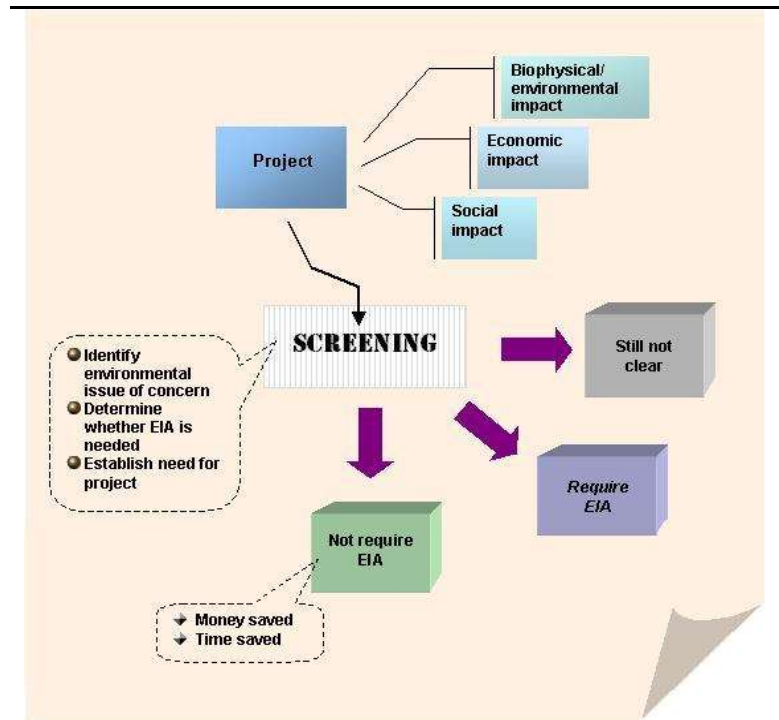 Biophysical/
environmental
impact
Project
Economic
impact
Social
impact
SCREENING
Still not
clear
Identify
environmental
issue of concern
Determine
whether EIA is
needed
Establish need for
project
Require
EIA
Not require
EIA
Money saved
Time saved